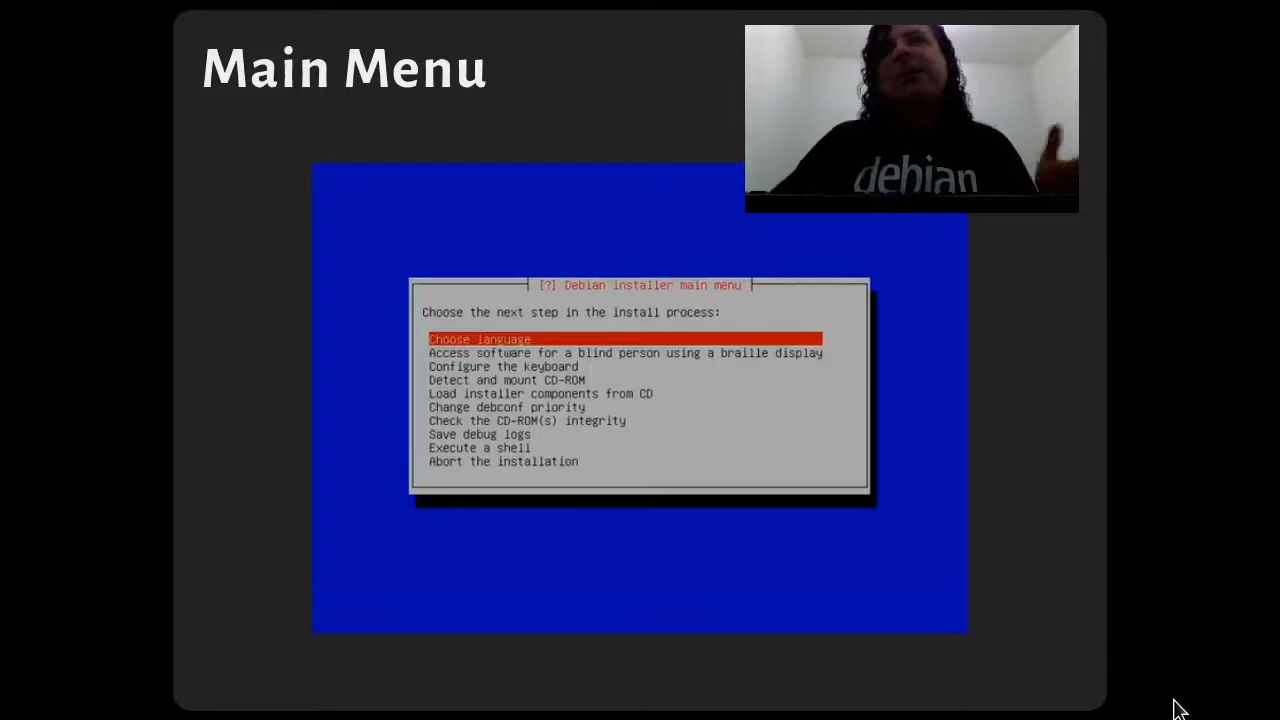 Main Menu
debian
[?] Debian installer main menu
Choose the next step in the install process:
Choose language
Access software for a blind person using a braille display
Configure the keyboard
Detect and mount CD-ROM
Load installer components from CD
Change debconf priority
Check the CD-ROM(s) integrity
Save debug logs
Execute a shell
Abort the installation